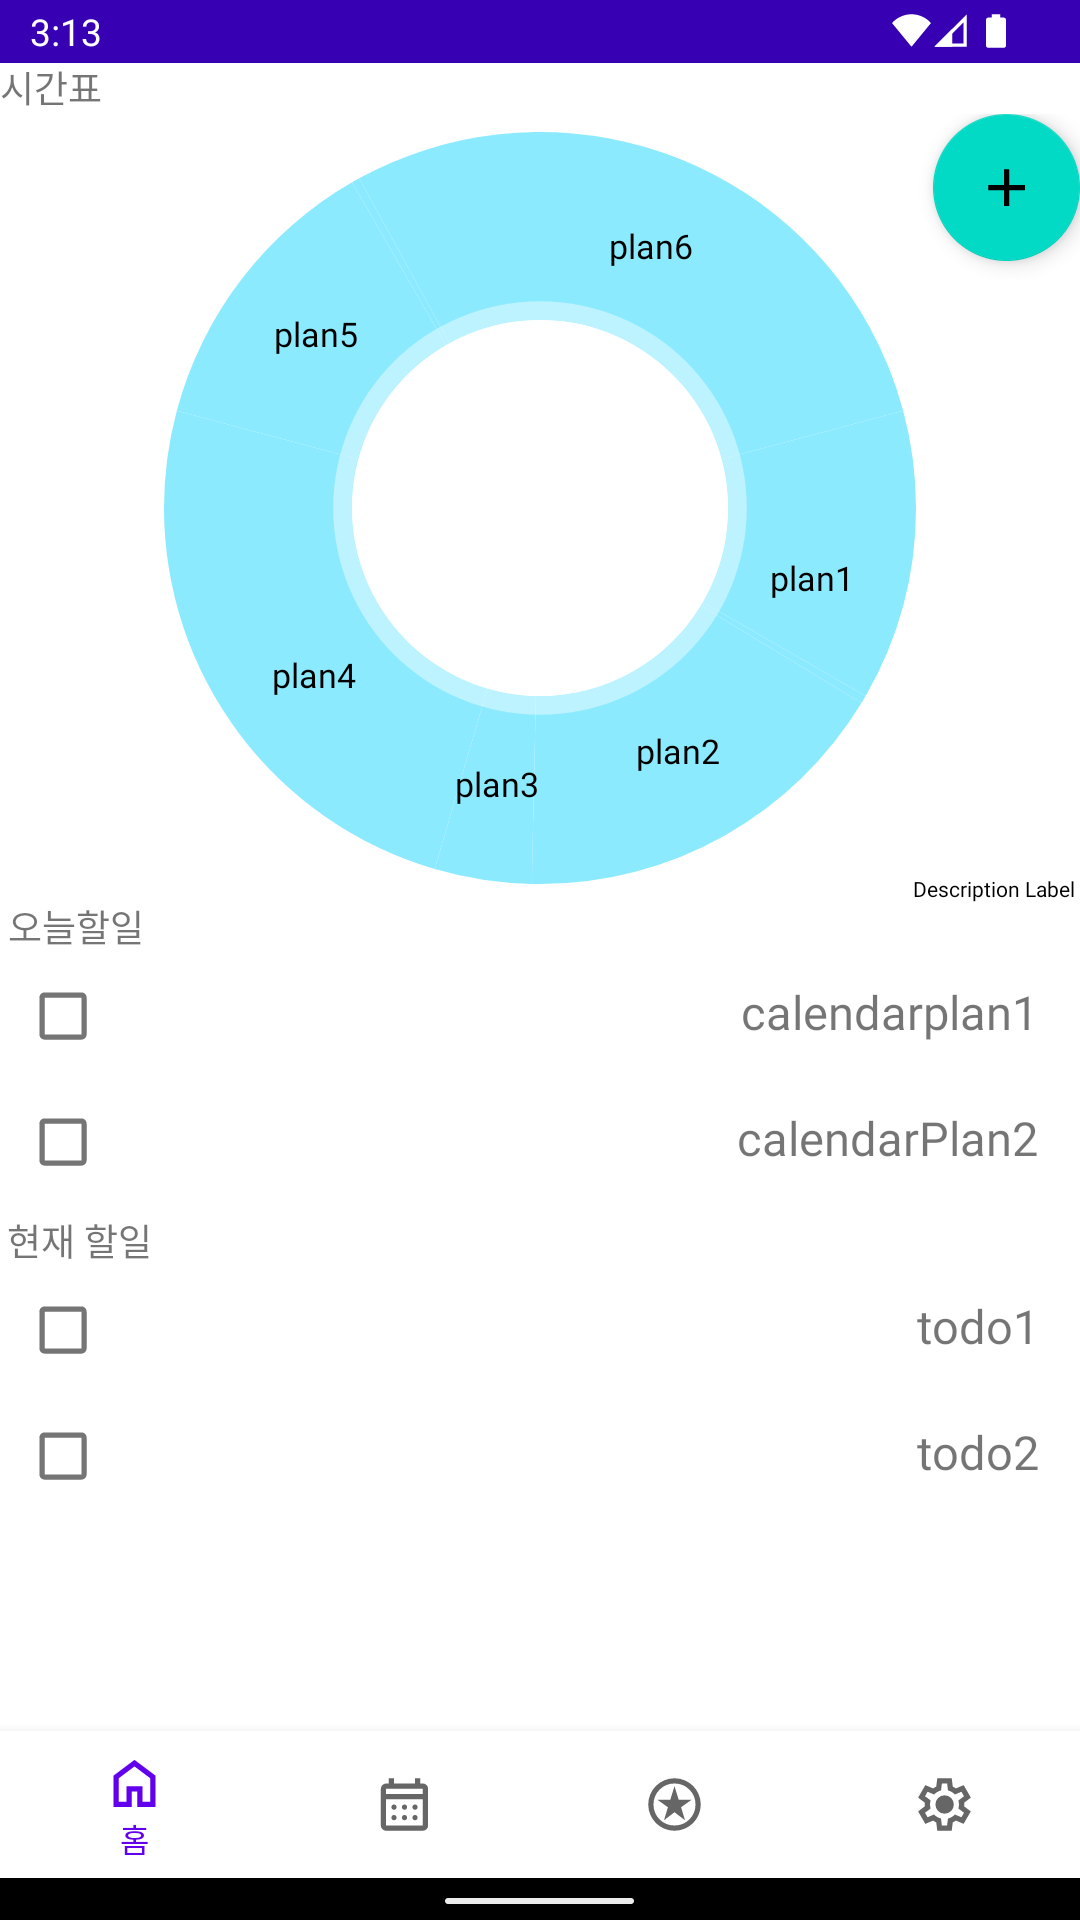 3:13
시간표
plan6
plan5
plan1
plan4
plan2
plan3
Description Label
오늘할일
calendarplan1
calendarPlan2
현재 할일
todo1
todo2
홈